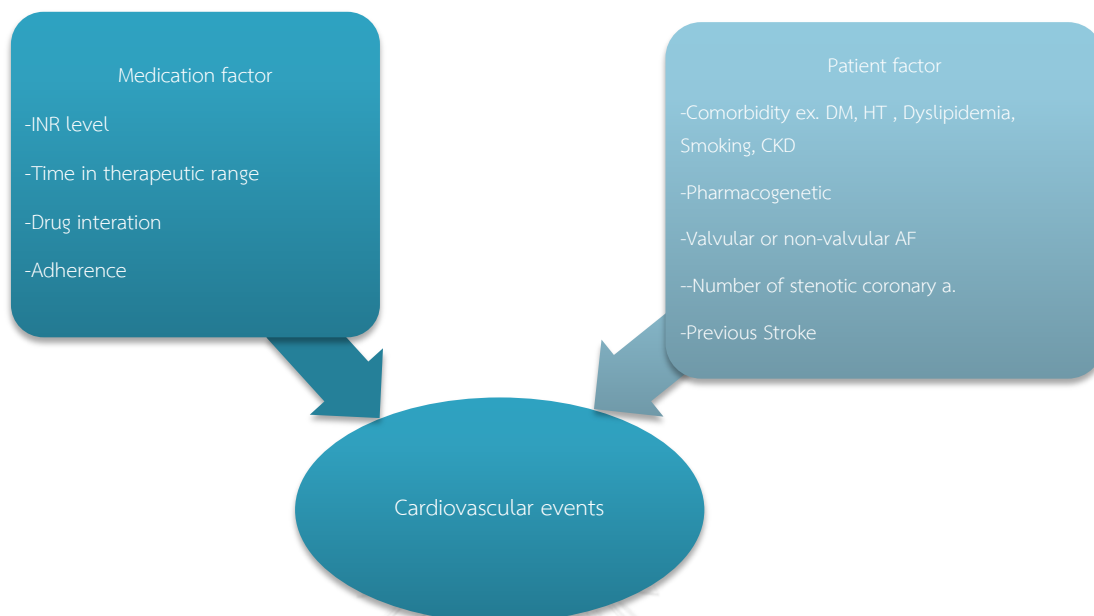 Medication factor
-INR level
-Time in therapeutic range
-Drug interation
-Adherence
Patient factor
-Comorbidity ex. DM, HT , Dyslipidemia,
Smoking, CKD
-Pharmacogenetic
-Valvular or non-valvular AF
--Number of stenotic coronary a.
-Previous Stroke
Cardiovascular events